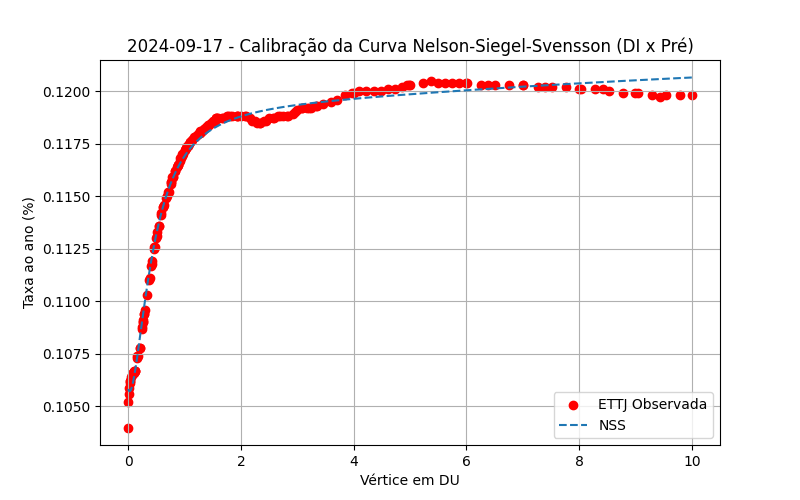 2024-09-17 - Calibração da Curva Nelson-Siegel-Svensson (DI x Pré)
Taxa ao ano (%)
0.1200
0.1175
0.1150
0.1125
0.1100
0.1075
0.1050
ETTJ Observada
NSS
0 2 4 6 8 10
Vértice em DU